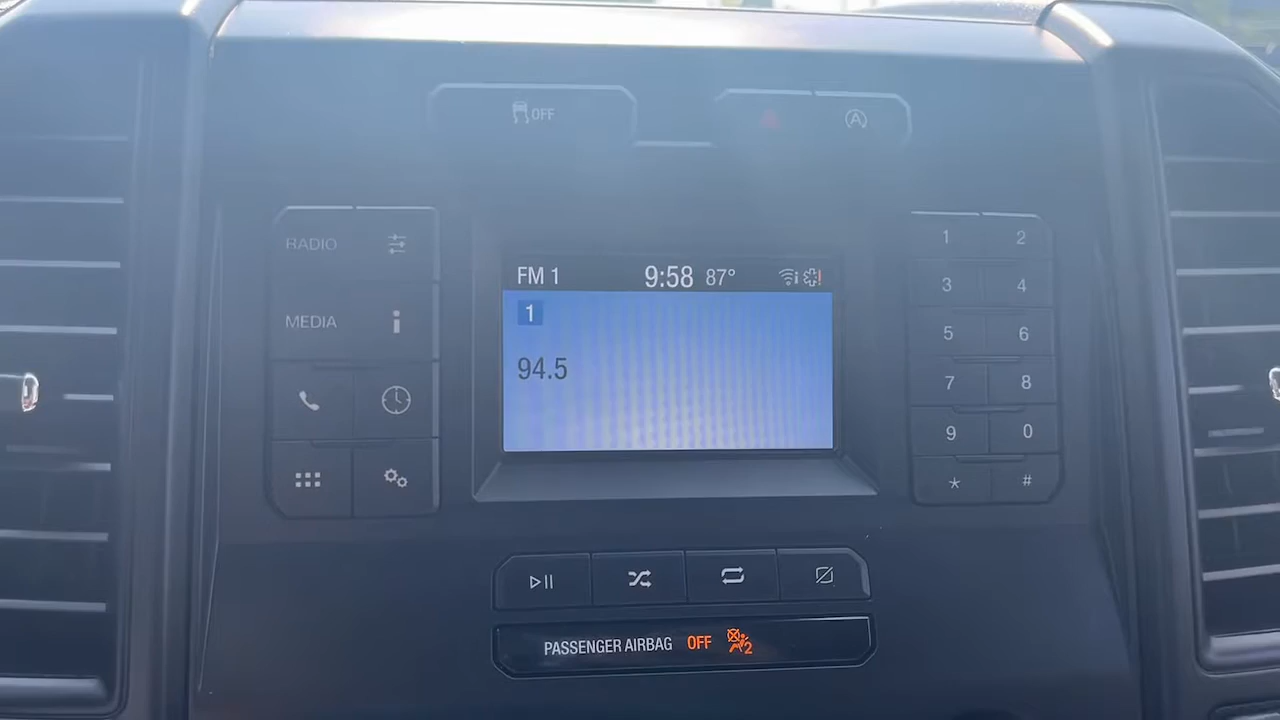 OFF
A
RADIO
MEDIA
i
FM 1 9:58 87°
1
94.5
1 2
3 4
5 6
7 8
9 0
* #
PASSENGER AIRBAG OFF 2